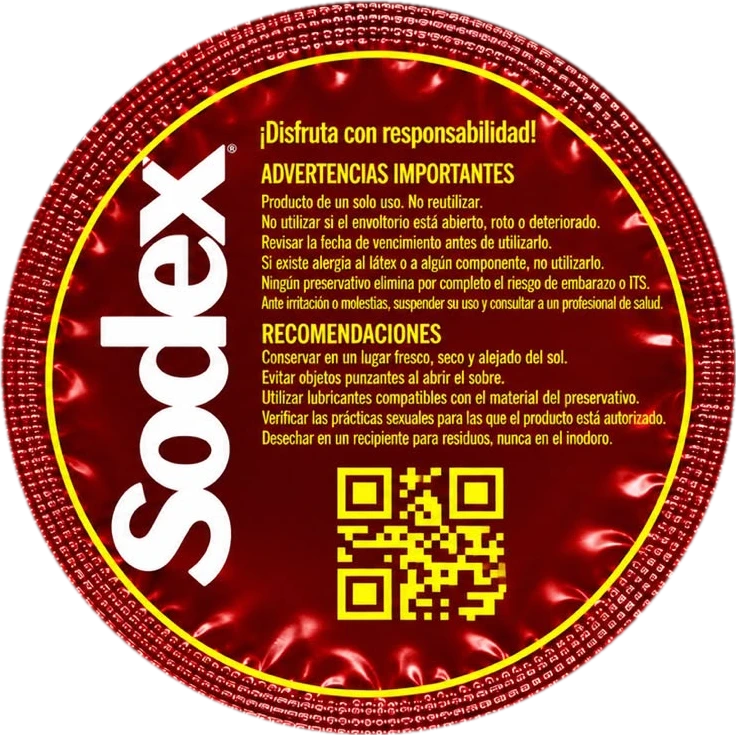 Sodex®
¡Disfruta con responsabilidad!
ADVERTENCIAS IMPORTANTES
Producto de un solo uso. No reutilizar.
No utilizar si el envoltorio está abierto, roto o deteriorado.
Revisar la fecha de vencimiento antes de utilizarlo.
Si existe alergia al látex o a algún componente, no utilizarlo.
Ningún preservativo elimina por completo el riesgo de embarazo o ITS.
Ante irritación o molestias, suspender su uso y consultar a un profesional de salud.
RECOMENDACIONES
Conservar en un lugar fresco, seco y alejado del sol.
Evitar objetos punzantes al abrir el sobre.
Utilizar lubricantes compatibles con el material del preservativo.
Verificar las prácticas sexuales para las que el producto está autorizado.
Desechar en un recipiente para residuos, nunca en el inodoro.